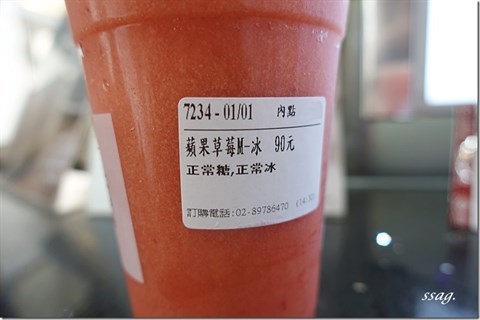 7234-01/01 內點
蘋果草莓M-冰 90元
正常糖,正常冰
訂購電話:02-89786470
ssag.